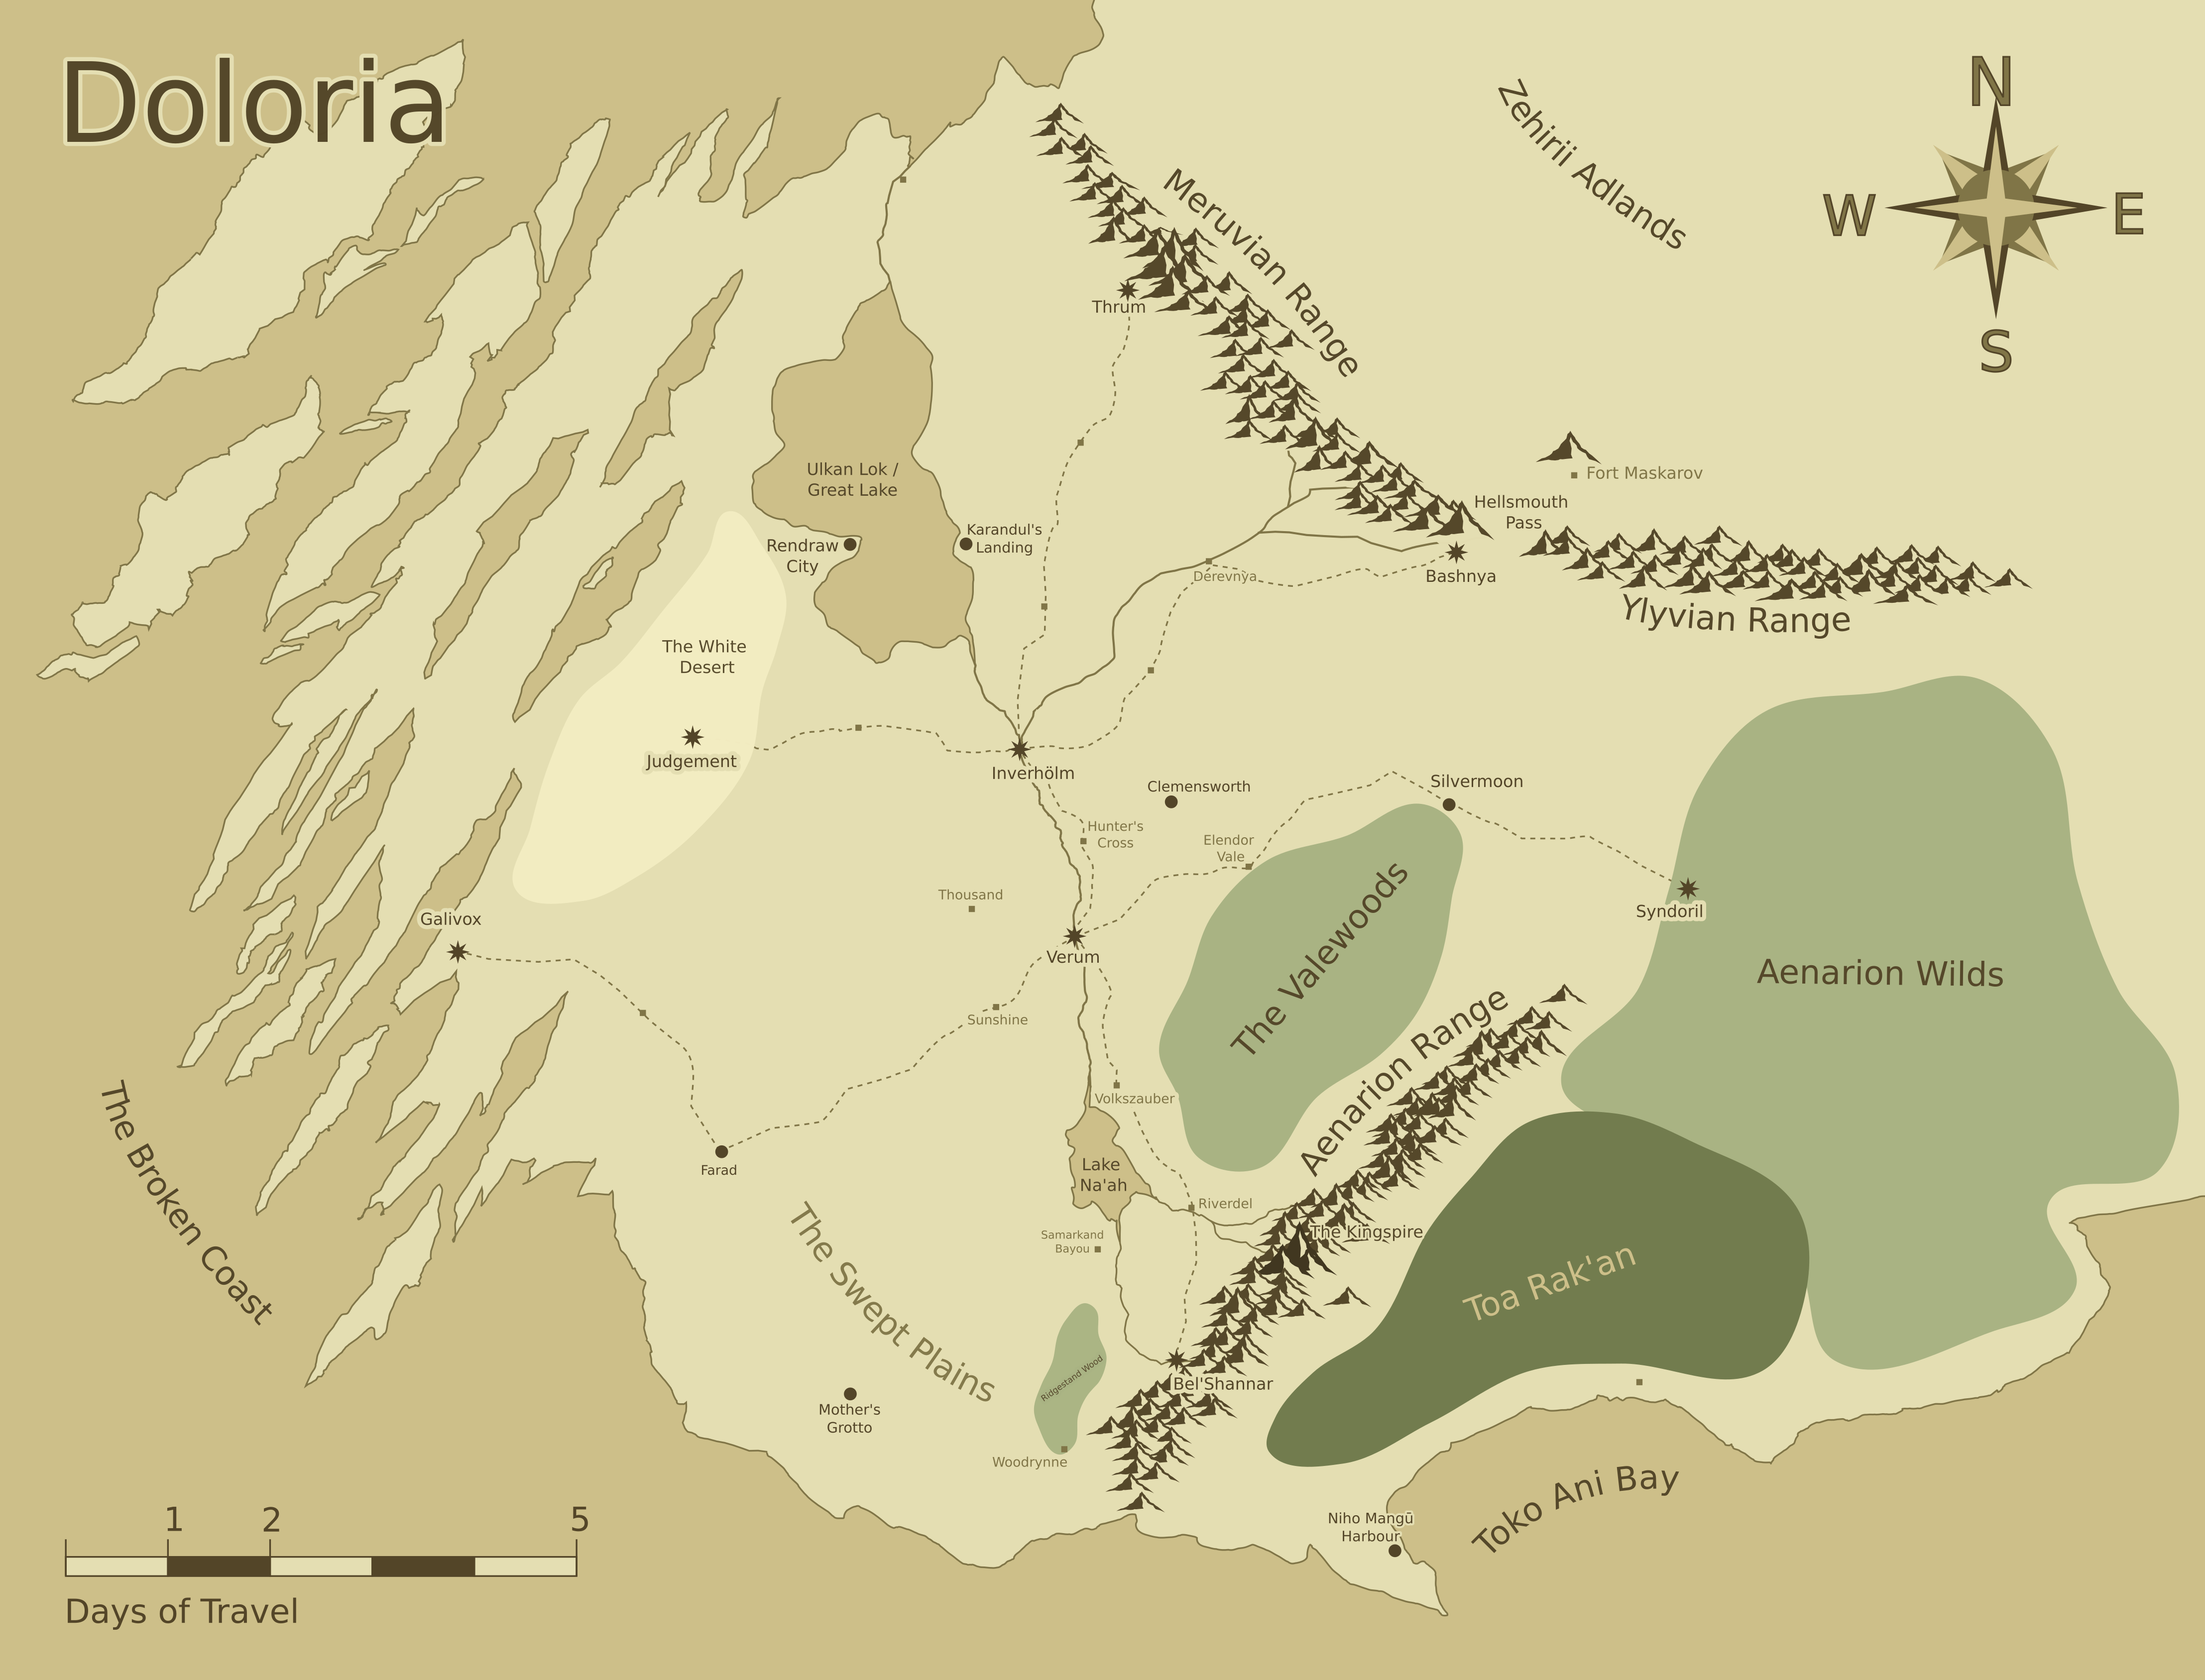 Doloria
N
W
E
S
Zehirii Adlands
Meruvian Range
Thrum
Fort Maskarov
Hellsmouth
Pass
Ulkan Lok /
Great Lake
Karandul's
Landing
Rendraw
City
Derevnya
Bashnya
Ylyvian Range
The White
Desert
Judgement
Inverhölm
Clemensworth
Silvermoon
Hunter's
Cross
Elendor
Vale
Thousand
Galivox
Syndoril
Verum
The Valewoods
Aenarion Wilds
Sunshine
Aenarion Range
Volkszauber
The Broken Coast
Farad
Lake
Na'ah
Riverdel
Samarkand
Bayou
The Kingspire
The Swept Plains
Toa Rak'an
Ridgestand Wood
Bel'Shannar
Mother's
Grotto
Woodrynne
Toko Ani Bay
Niho Mangū
Harbour
1 2 5
Days of Travel